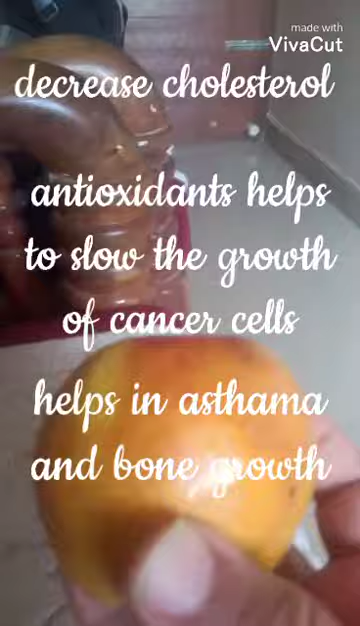 made with
VivaCut
decrease cholesterol
antioxidants helps
to slow the growth
of cancer cells
helps in asthama
and bone growth